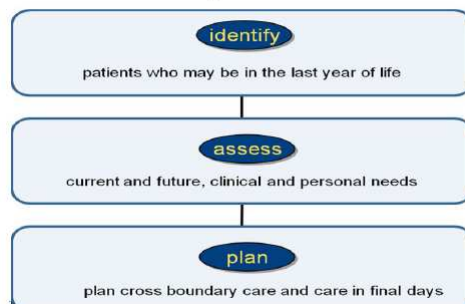 identify
patients who may be in the last year of life
assess
current and future, clinical and personal needs
plan
plan cross boundary care and care in final days